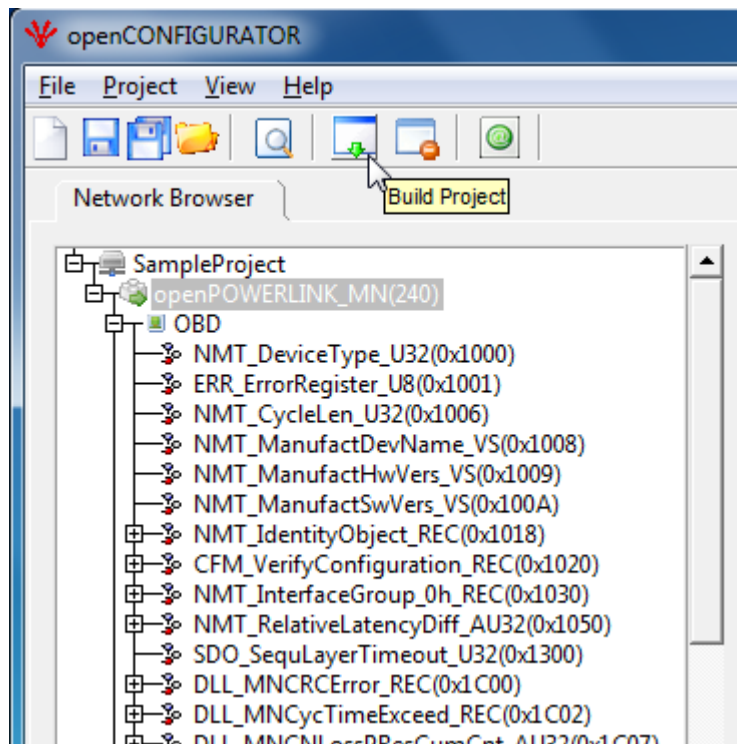 openCONFIGURATOR
File Project View Help
Build Project
Network Browser
SampleProject
openPOWERLINK_MN(240)
OBD
NMT_DeviceType_U32(0x1000)
ERR_ErrorRegister_U8(0x1001)
NMT_CycleLen_U32(0x1006)
NMT_ManufactDevName_VS(0x1008)
NMT_ManufactHwVers_VS(0x1009)
NMT_ManufactSwVers_VS(0x100A)
NMT_IdentityObject_REC(0x1018)
CFM_VerifyConfiguration_REC(0x1020)
NMT_InterfaceGroup_0h_REC(0x1030)
NMT_RelativeLatencyDiff_AU32(0x1050)
SDO_SequLayerTimeout_U32(0x1300)
DLL_MNCRCError_REC(0x1C00)
DLL_MNCycTimeExceed_REC(0x1C02)
DLL_MNCNLossPResCumCnt_AU32(0x1C07)